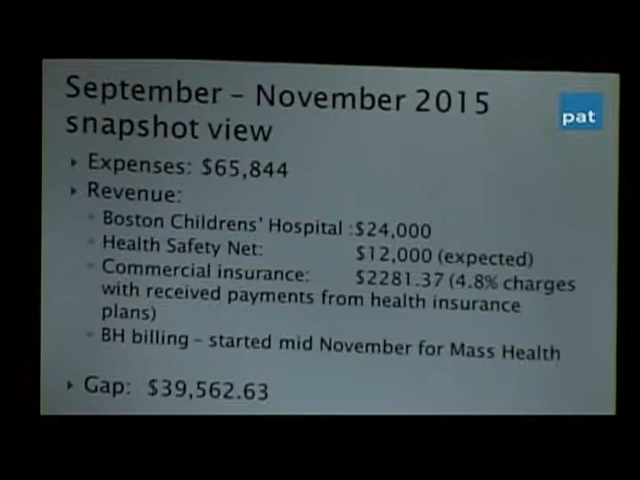 September – November 2015
snapshot view
pat
Expenses: $65,844
Revenue:
Boston Childrens' Hospital :$24,000
Health Safety Net: $12,000 (expected)
Commercial insurance: $2281.37 (4.8% charges
with received payments from health insurance
plans)
BH billing – started mid November for Mass Health
Gap: $39,562.63